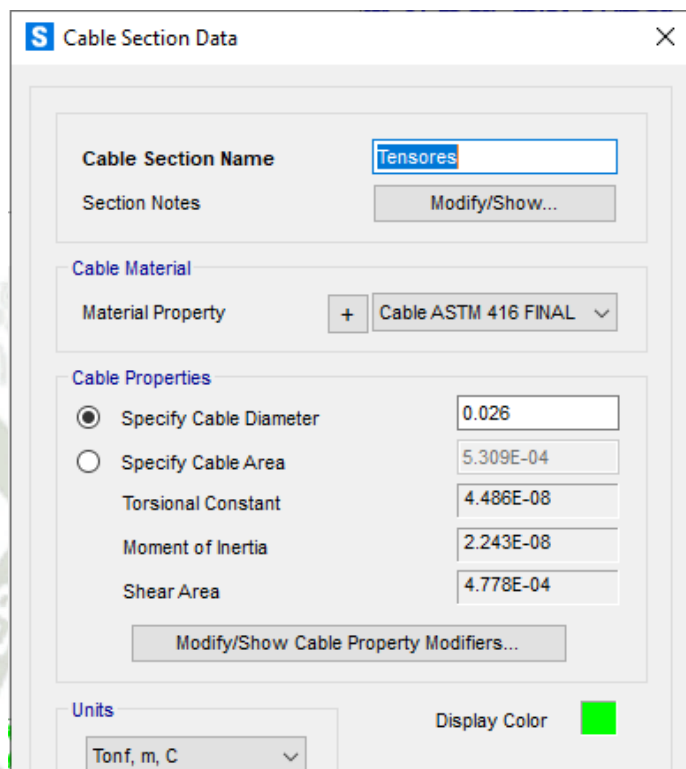 S Cable Section Data
Cable Section Name Tensores
Section Notes Modify/Show...
Cable Material
Material Property + Cable ASTM 416 FINAL
Cable Properties
Specify Cable Diameter 0.026
Specify Cable Area 5.309E-04
Torsional Constant 4.486E-08
Moment of Inertia 2.243E-08
Shear Area 4.778E-04
Modify/Show Cable Property Modifiers...
Units
Display Color
Tonf, m, C